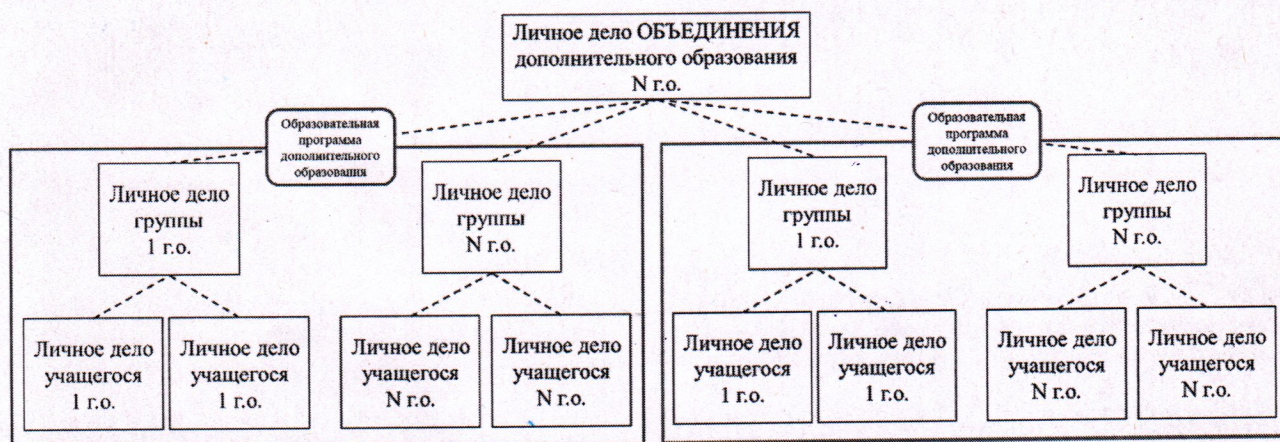 Личное дело ОБЪЕДИНЕНИЯ
дополнительного образования
N г.о.
Образовательная
программа
дополнительного
образования
Образовательная
программа
дополнительного
образования
Личное дело
группы
1 г.о.
Личное дело
группы
N г.о.
Личное дело
группы
1 г.о.
Личное дело
группы
N г.о.
Личное дело
учащегося
1 г.о.
Личное дело
учащегося
1 г.о.
Личное дело
учащегося
N г.о.
Личное дело
учащегося
N г.о.
Личное дело
учащегося
1 г.о.
Личное дело
учащегося
1 г.о.
Личное дело
учащегося
N г.о.
Личное дело
учащегося
N г.о.